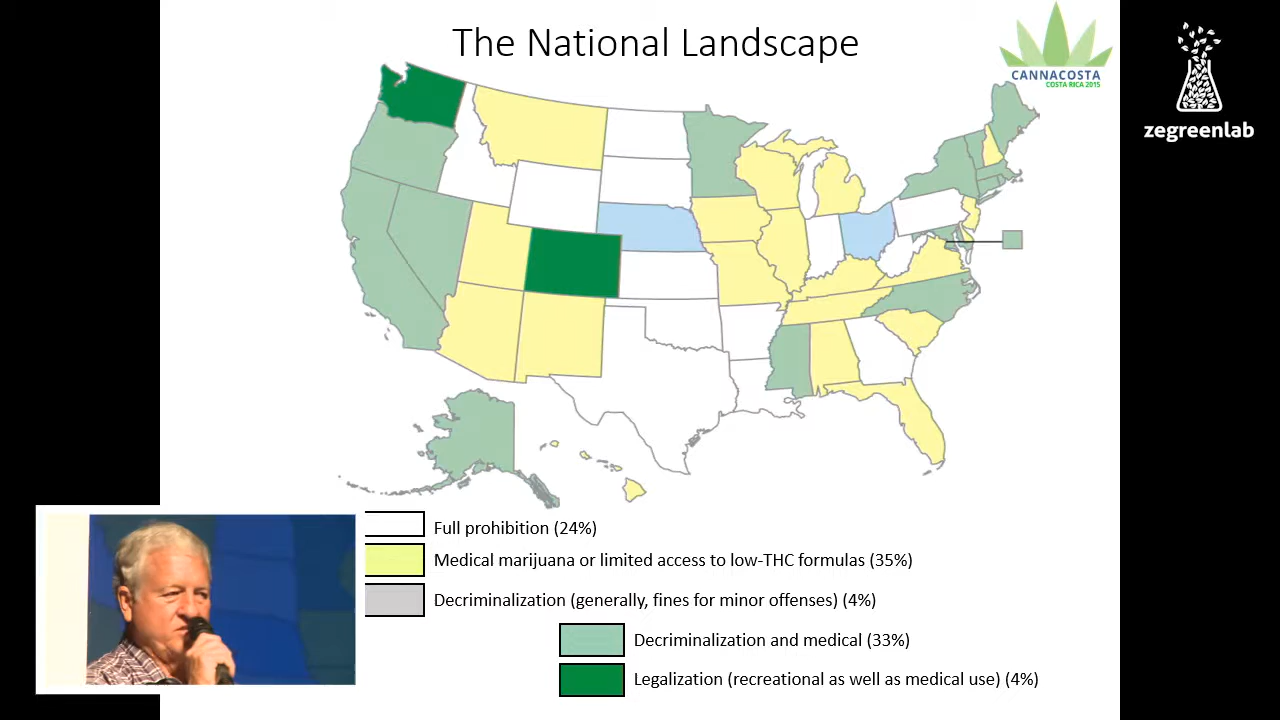 The National Landscape
CANNACOSTA
COSTA RICA 2015
zegreenlab
Full prohibition (24%)
Medical marijuana or limited access to low-THC formulas (35%)
Decriminalization (generally, fines for minor offenses) (4%)
Decriminalization and medical (33%)
Legalization (recreational as well as medical use) (4%)